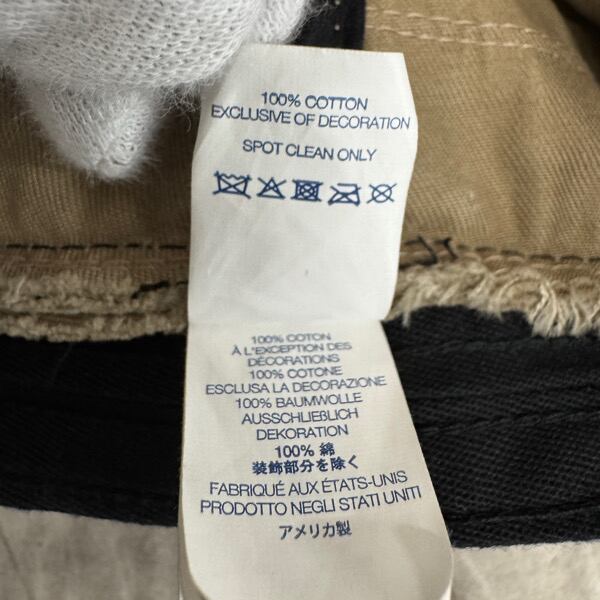 100% COTTON
EXCLUSIVE OF DECORATION
SPOT CLEAN ONLY
100% COTON
À L'EXCEPTION DES
DÉCORATIONS
100% COTONE
ESCLUSA LA DECORAZIONE
100% BAUMWOLLE
AUSSCHLIEßLICH
DEKORATION
100% 綿
装飾部分を除く
FABRIQUÉ AUX ÉTATS-UNIS
PRODOTTO NEGLI STATI UNITI
アメリカ製